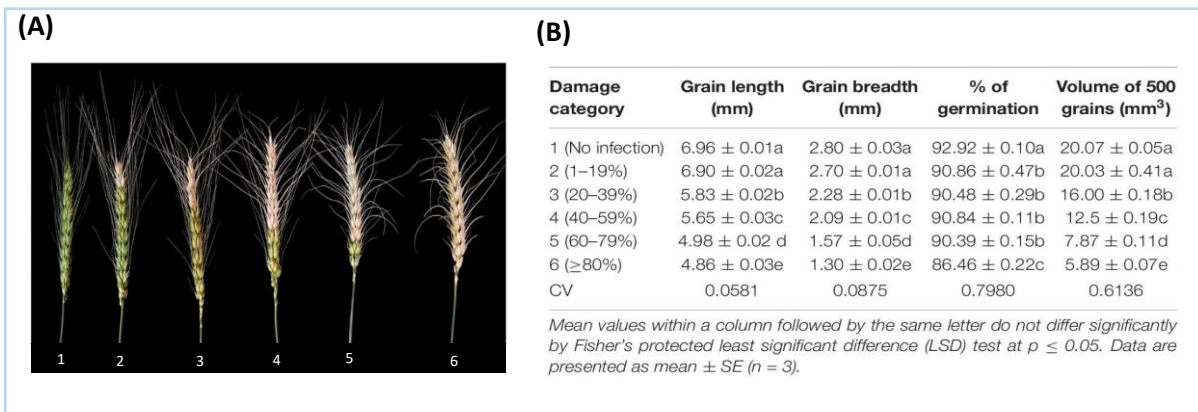 (A)
1 2 3 4 5 6
(B)
Damage category Grain length (mm) Grain breadth (mm) % of germination Volume of 500 grains (mm³)
1 (No infection) 6.96 ± 0.01a 2.80 ± 0.03a 92.92 ± 0.10a 20.07 ± 0.05a
2 (1–19%) 6.90 ± 0.02a 2.70 ± 0.01a 90.86 ± 0.47b 20.03 ± 0.41a
3 (20–39%) 5.83 ± 0.02b 2.28 ± 0.01b 90.48 ± 0.29b 16.00 ± 0.18b
4 (40–59%) 5.65 ± 0.03c 2.09 ± 0.01c 90.84 ± 0.11b 12.5 ± 0.19c
5 (60–79%) 4.98 ± 0.02 d 1.57 ± 0.05d 90.39 ± 0.15b 7.87 ± 0.11d
6 (≥80%) 4.86 ± 0.03e 1.30 ± 0.02e 86.46 ± 0.22c 5.89 ± 0.07e
CV 0.0581 0.0875 0.7980 0.6136
Mean values within a column followed by the same letter do not differ significantly
by Fisher's protected least significant difference (LSD) test at p ≤ 0.05. Data are
presented as mean ± SE (n = 3).